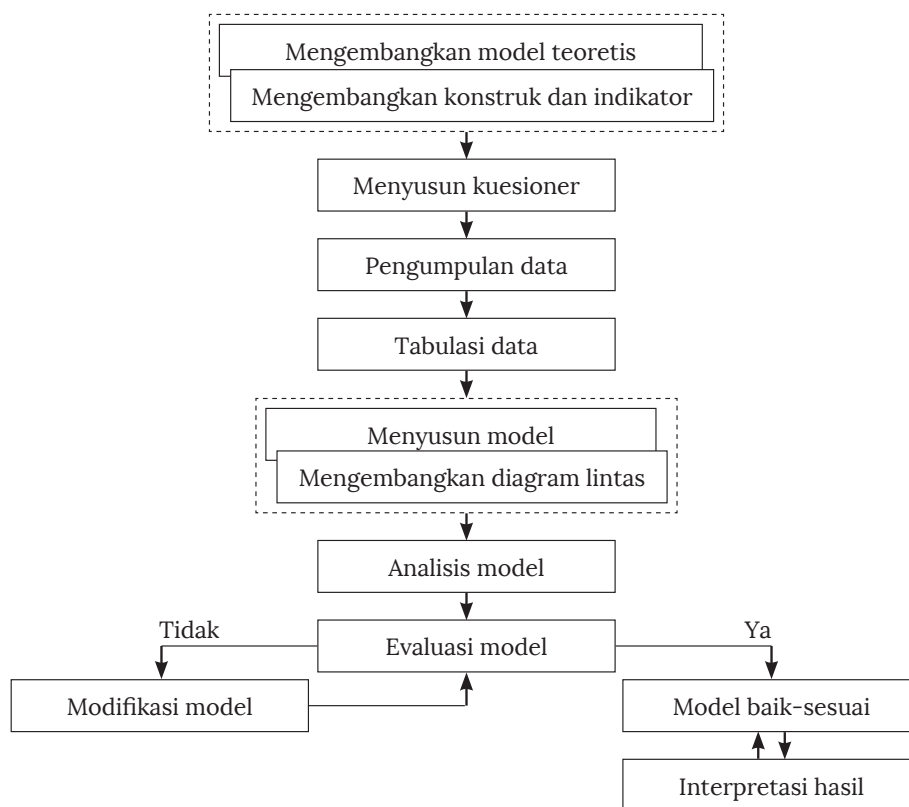 Mengembangkan model teoretis
Mengembangkan konstruk dan indikator
Menyusun kuesioner
Pengumpulan data
Tabulasi data
Menyusun model
Mengembangkan diagram lintas
Analisis model
Tidak
Evaluasi model
Ya
Modifikasi model
Model baik-sesuai
Interpretasi hasil